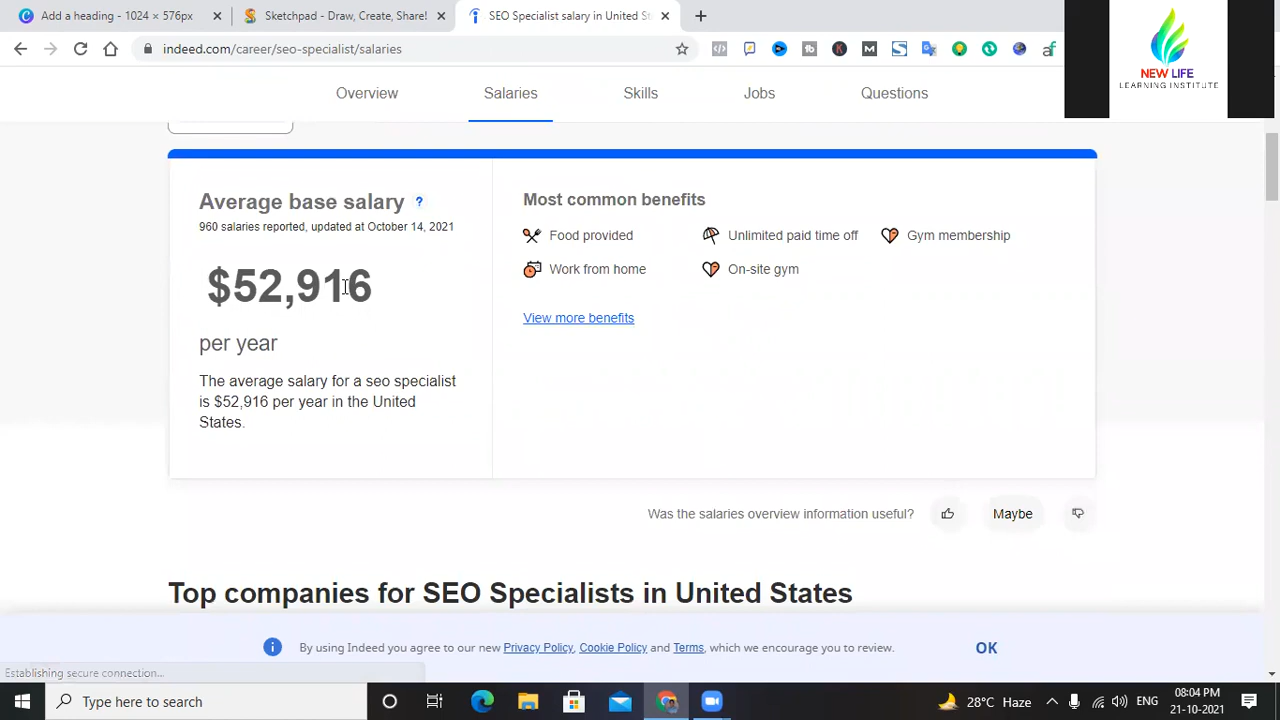 Add a heading - 1024 × 576px
Sketchpad - Draw, Create, Share!
SEO Specialist salary in United St
indeed.com/career/seo-specialist/salaries
NEW LIFE
LEARNING INSTITUTE
Overview
Salaries
Skills
Jobs
Questions
Average base salary ?
960 salaries reported, updated at October 14, 2021
$52,916
per year
The average salary for a seo specialist
is $52,916 per year in the United
States.
Most common benefits
Food provided
Unlimited paid time off
Gym membership
Work from home
On-site gym
View more benefits
Was the salaries overview information useful?
Maybe
Top companies for SEO Specialists in United States
By using Indeed you agree to our new Privacy Policy, Cookie Policy and Terms, which we encourage you to review.
OK
Establishing secure connection...
Type here to search
28°C Haze
ENG
08:04 PM
21-10-2021